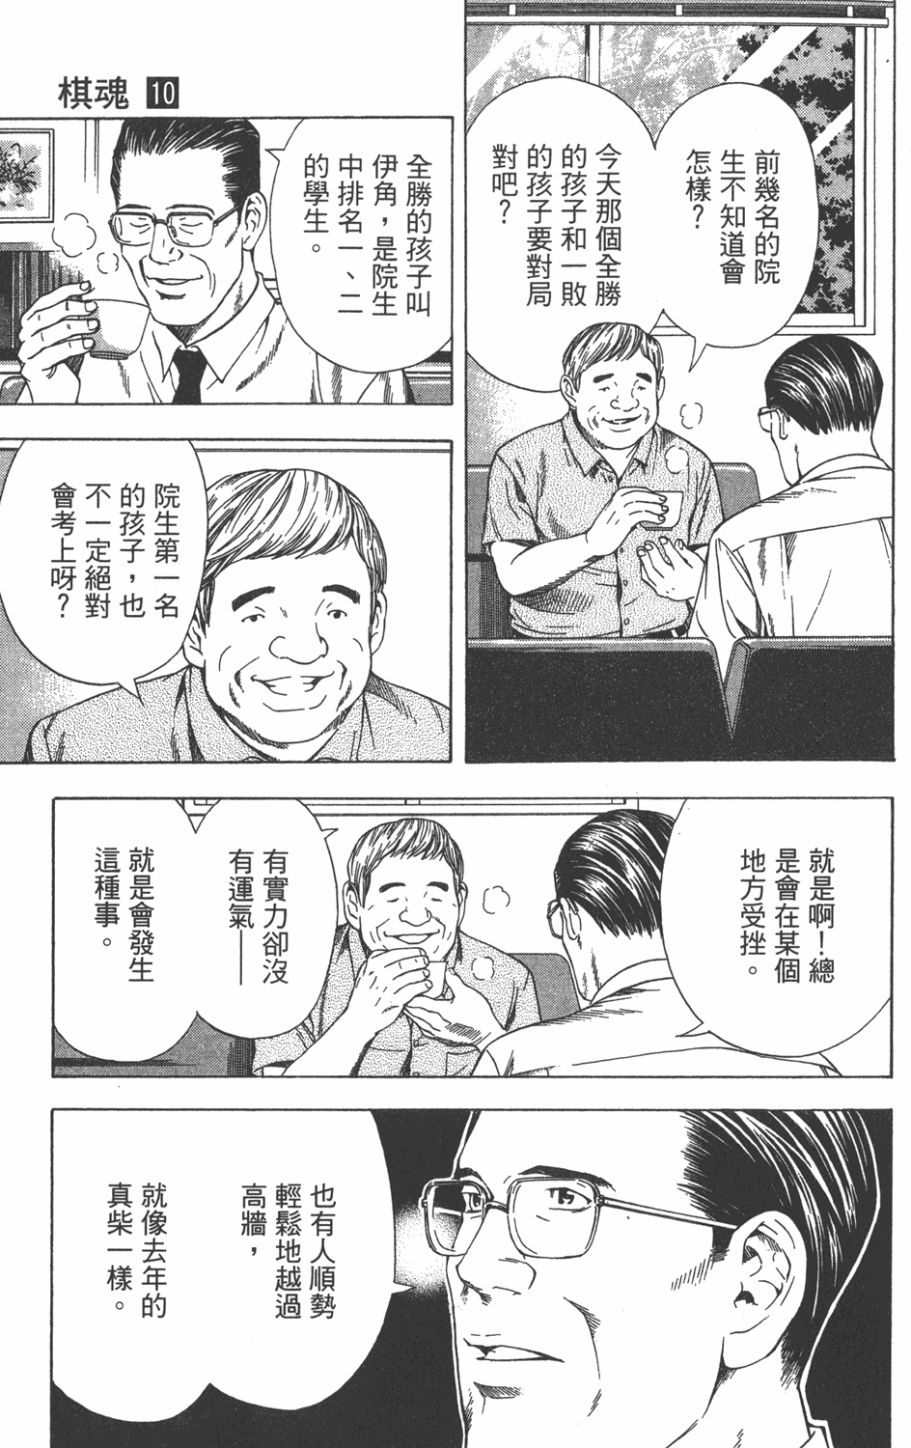 棋魂 10
前幾名的院
生不知道會
怎樣？
今天那個全勝
的孩子和一敗
的孩子要對局
對吧？
全勝的孩子叫
伊角，是院生
中排名一、二
的學生。
院生第一名
的孩子，也
不一定絕對
會考上呀？
就是啊！總
是會在某個
地方受挫。
有實力卻沒
有運氣——
就是會發生
這種事。
也有人順勢
輕鬆地越過
高牆，
就像去年的
真柴一樣。